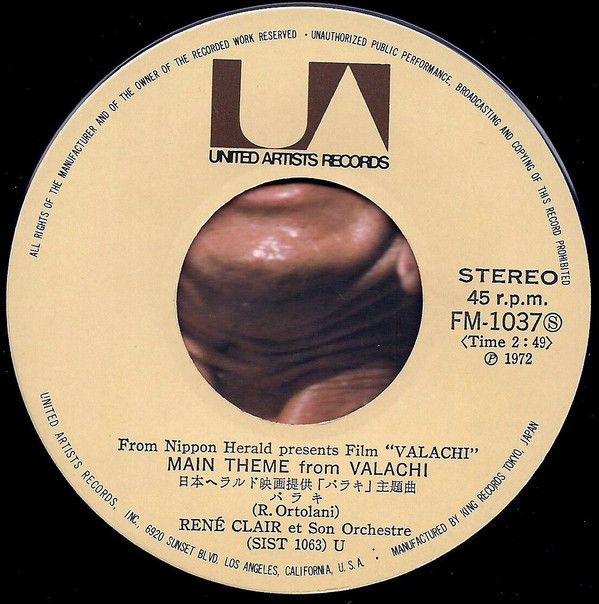 ALL RIGHTS OF THE MANUFACTURER AND OF THE OWNER OF THE RECORDED WORK RESERVED · UNAUTHORIZED PUBLIC PERFORMANCE, BROADCASTING AND COPYING OF THIS RECORD PROHIBITED
UA
UNITED ARTISTS RECORDS
STEREO
45 r.p.m.
FM-1037Ⓢ
〈Time 2:49〉
℗ 1972
From Nippon Herald presents Film “VALACHI”
MAIN THEME from VALACHI
日本ヘラルド映画提供「バラキ」主題曲
バラキ
(R. Ortolani)
RENÉ CLAIR et Son Orchestre
(SIST 1063) U
UNITED ARTISTS RECORDS, INC. 6920 SUNSET BLVD. LOS ANGELES, CALIFORNIA, U.S.A. : MANUFACTURED BY KING RECORDS TOKYO, JAPAN